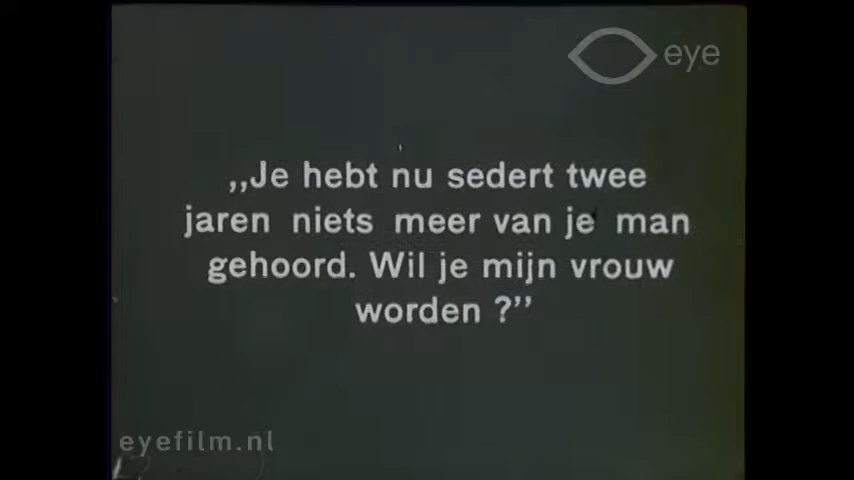 eye
,,Je hebt nu sedert twee
jaren niets meer van je man
gehoord. Wil je mijn vrouw
worden ?’’
eyefilm.nl